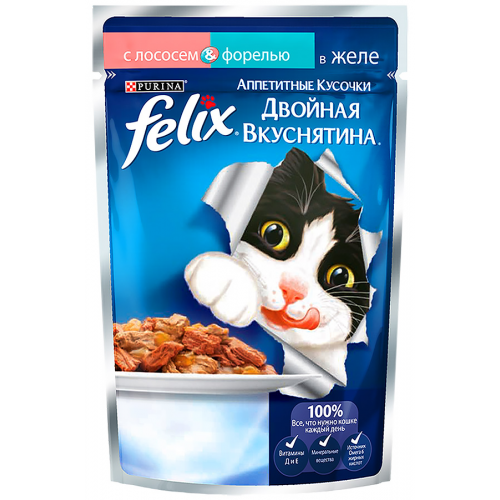 с лососем & форелью в желе
PURINA
Аппетитные Кусочки
felix®
Двойная
Вкуснятина®
100%
Все, что нужно кошке
каждый день
Витамины
Д и Е
Минеральные
вещества
Источник
Омега 6
жирных
кислот